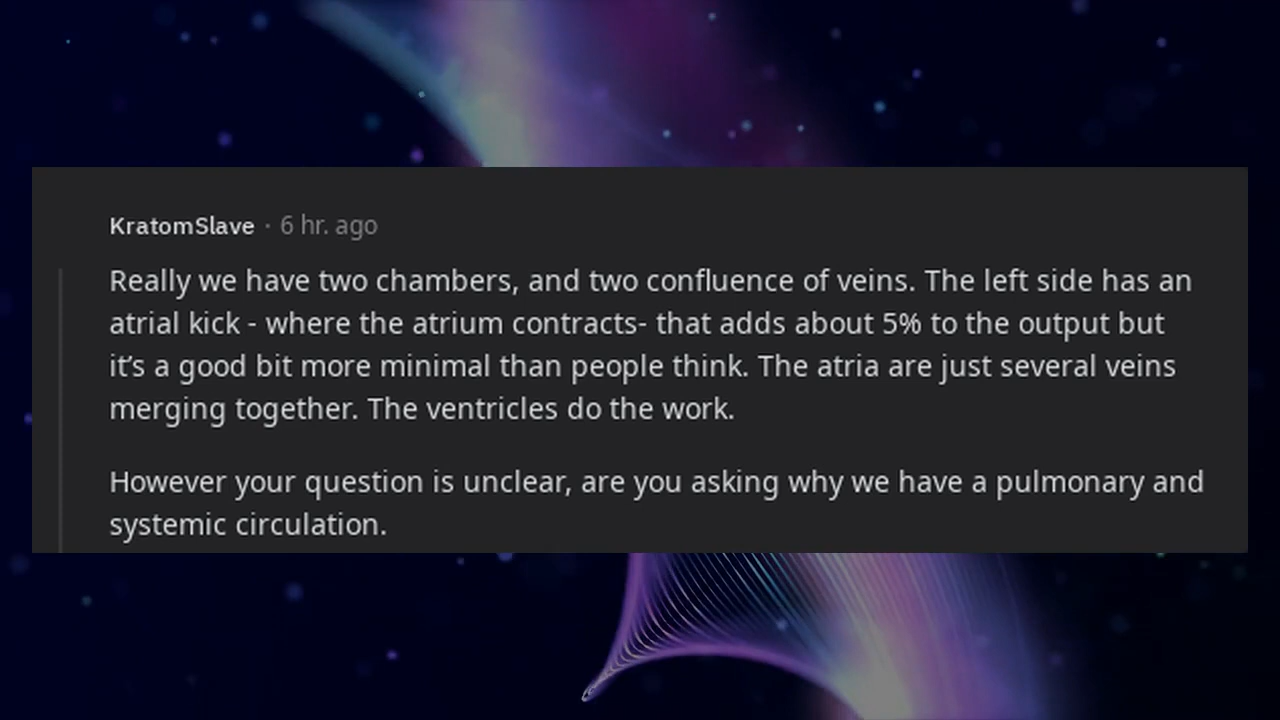 KratomSlave · 6 hr. ago
Really we have two chambers, and two confluence of veins. The left side has an
atrial kick - where the atrium contracts- that adds about 5% to the output but
it’s a good bit more minimal than people think. The atria are just several veins
merging together. The ventricles do the work.
However your question is unclear, are you asking why we have a pulmonary and
systemic circulation.